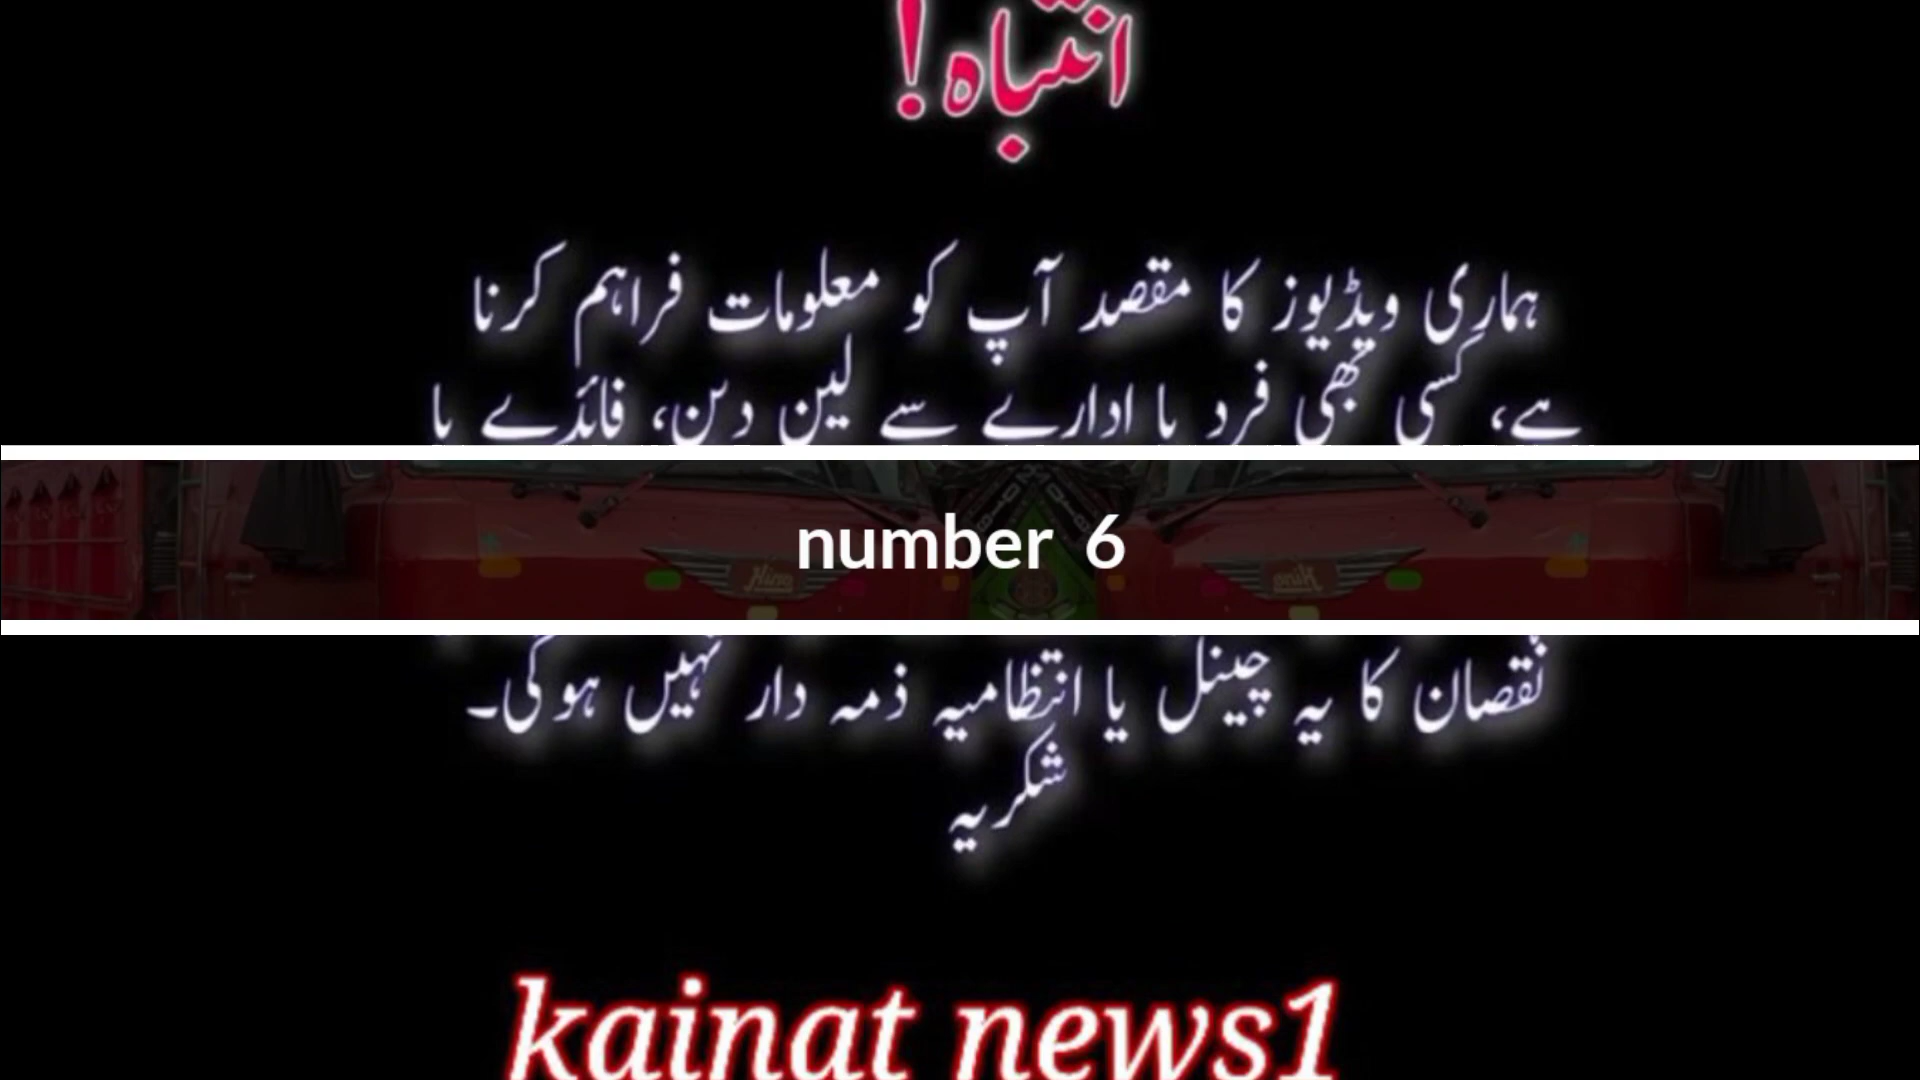 انتباہ!
ہماری ویڈیوز کا مقصد آپ کو معلومات فراہم کرنا
ہے، کسی بھی فرد یا ادارے سے لین دین، فائدے یا
number 6
Hino
نقصان کا یہ چینل یا انتظامیہ ذمہ دار نہیں ہوگی۔
شکریہ
kainat news1